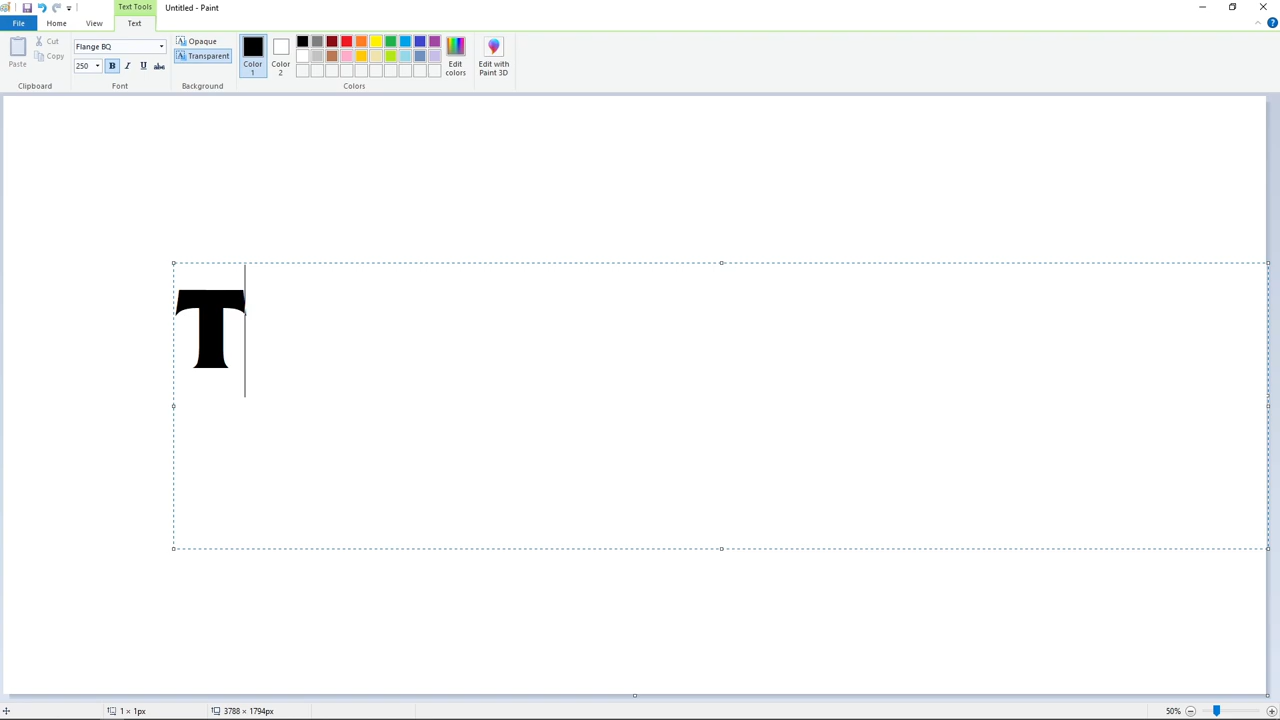 Text Tools
Untitled - Paint
File
Home
View
Text
Paste
Cut
Copy
Clipboard
Flange BQ
250
B I U abc
Font
Opaque
Transparent
Background
Color 1
Color 2
Edit colors
Colors
Edit with Paint 3D
T
1 × 1px
3788 × 1794px
50%